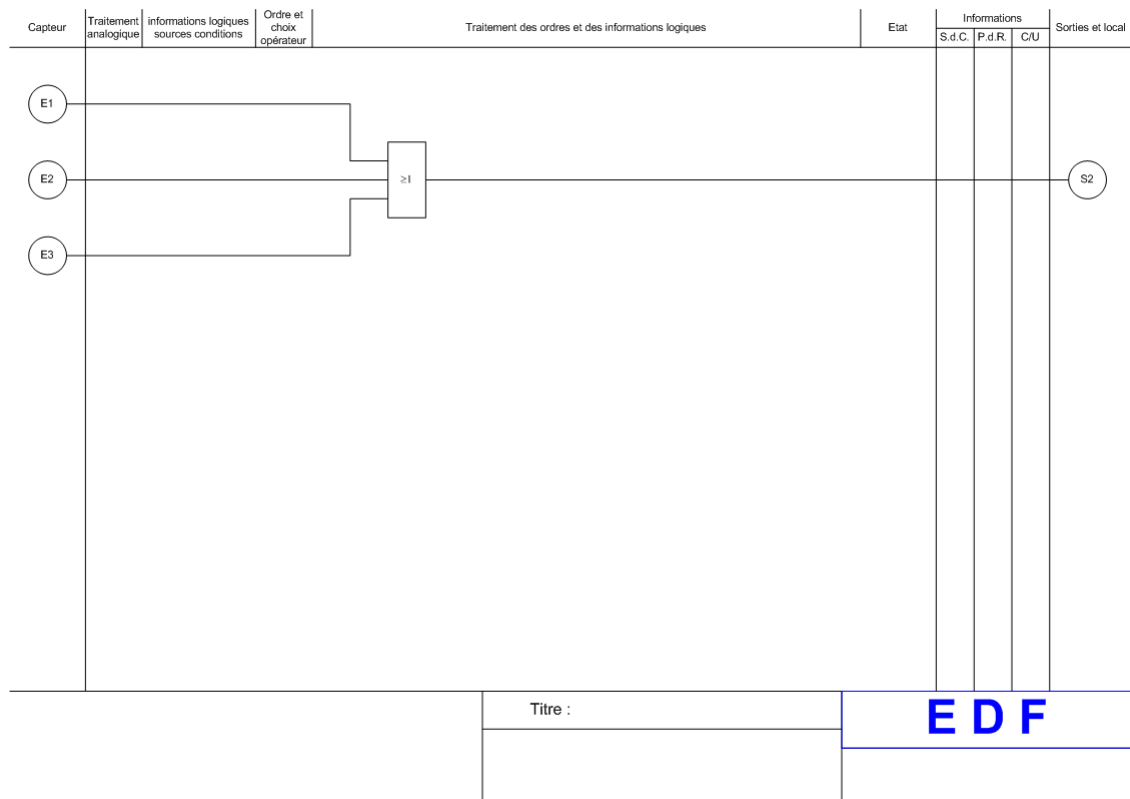 Capteur
Traitement
analogique
informations logiques
sources conditions
Ordre et
choix
opérateur
Traitement des ordres et des informations logiques
Etat
Informations
S.d.C. P.d.R. C/U
Sorties et local
E1
E2
≥1
S2
E3
Titre :
E D F